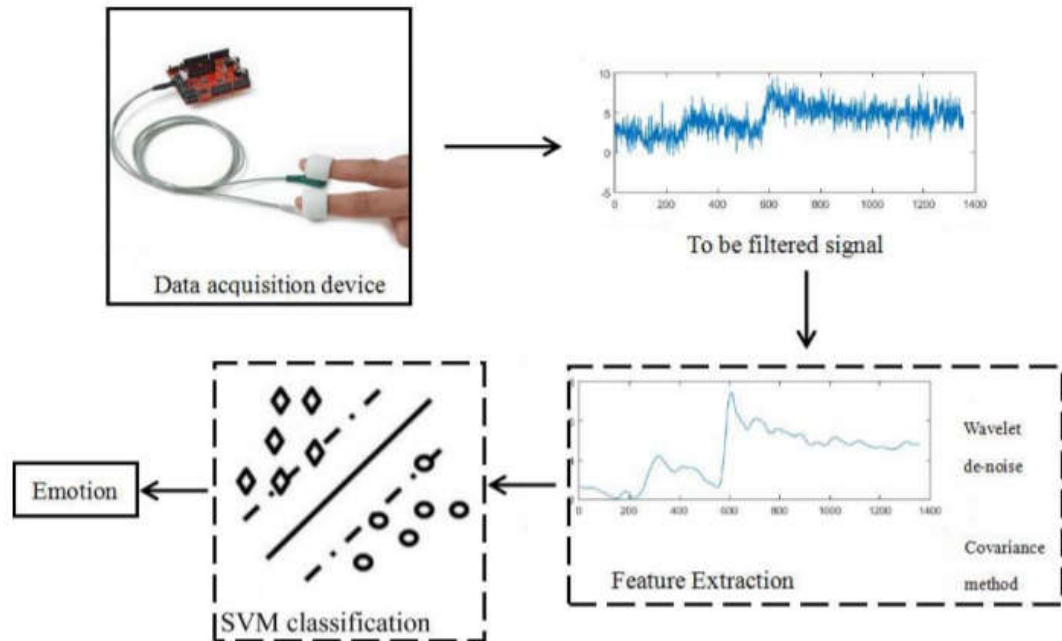 Data acquisition device
10
5
0
-5
0 200 400 600 800 1000 1200 1400
To be filtered signal
0 200 400 600 800 1000 1200 1400
Wavelet
de-noise
Covariance
method
Feature Extraction
SVM classification
Emotion